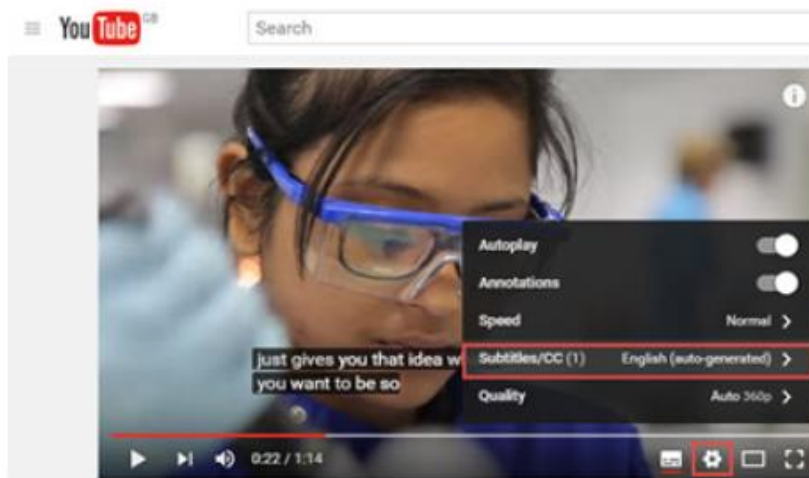 YouTube GB
Search
Autoplay
Annotations
Speed Normal
just gives you that idea w
Subtitles/CC (1) English (auto-generated)
you want to be so
Quality Auto 360p
0:22 / 1:14